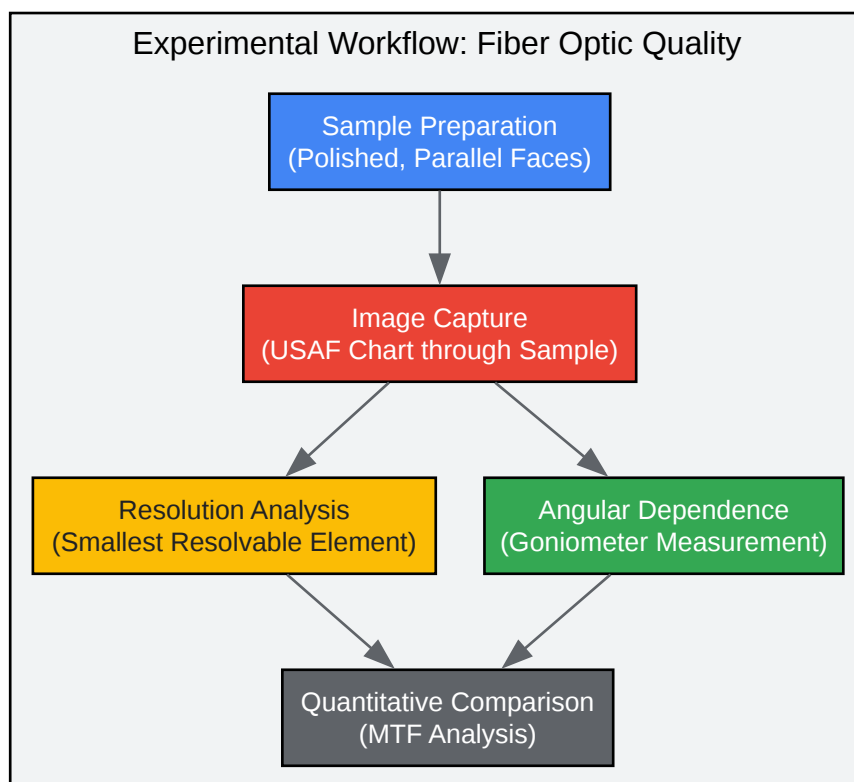 Experimental Workflow: Fiber Optic Quality
Sample Preparation
(Polished, Parallel Faces)
Image Capture
(USAF Chart through Sample)
Resolution Analysis
(Smallest Resolvable Element)
Angular Dependence
(Goniometer Measurement)
Quantitative Comparison
(MTF Analysis)